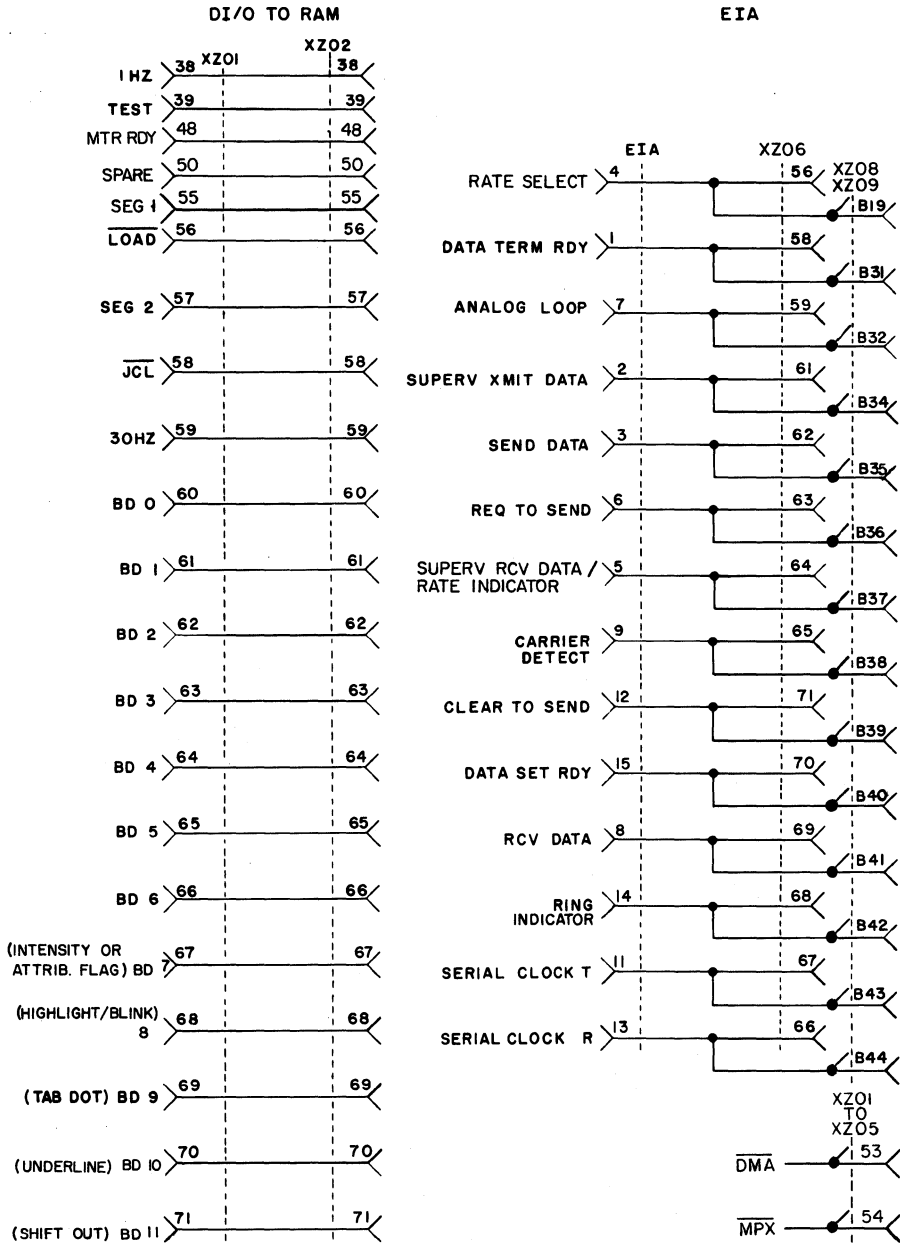 DI/O TO RAM
XZ01 XZ02
1 HZ 38 38
TEST 39 39
MTR RDY 48 48
SPARE 50 50
SEG 1 55 55
LOAD 56 56
SEG 2 57 57
JCL 58 58
30HZ 59 59
BD 0 60 60
BD 1 61 61
BD 2 62 62
BD 3 63 63
BD 4 64 64
BD 5 65 65
BD 6 66 66
(INTENSITY OR
ATTRIB. FLAG) BD 7 67 67
(HIGHLIGHT/BLINK)
8 68 68
(TAB DOT) BD 9 69 69
(UNDERLINE) BD 10 70 70
(SHIFT OUT) BD 11 71 71
EIA
EIA XZ06
XZ08
XZ09
RATE SELECT 4 56 B19
DATA TERM RDY 1 58 B31
ANALOG LOOP 7 59 B32
SUPERV XMIT DATA 2 61 B34
SEND DATA 3 62 B35
REQ TO SEND 6 63 B36
SUPERV RCV DATA /
RATE INDICATOR 5 64 B37
CARRIER
DETECT 9 65 B38
CLEAR TO SEND 12 71 B39
DATA SET RDY 15 70 B40
RCV DATA 8 69 B41
RING
INDICATOR 14 68 B42
SERIAL CLOCK T 11 67 B43
SERIAL CLOCK R 13 66 B44
XZ01
TO
XZ05
DMA 53
MPX 54